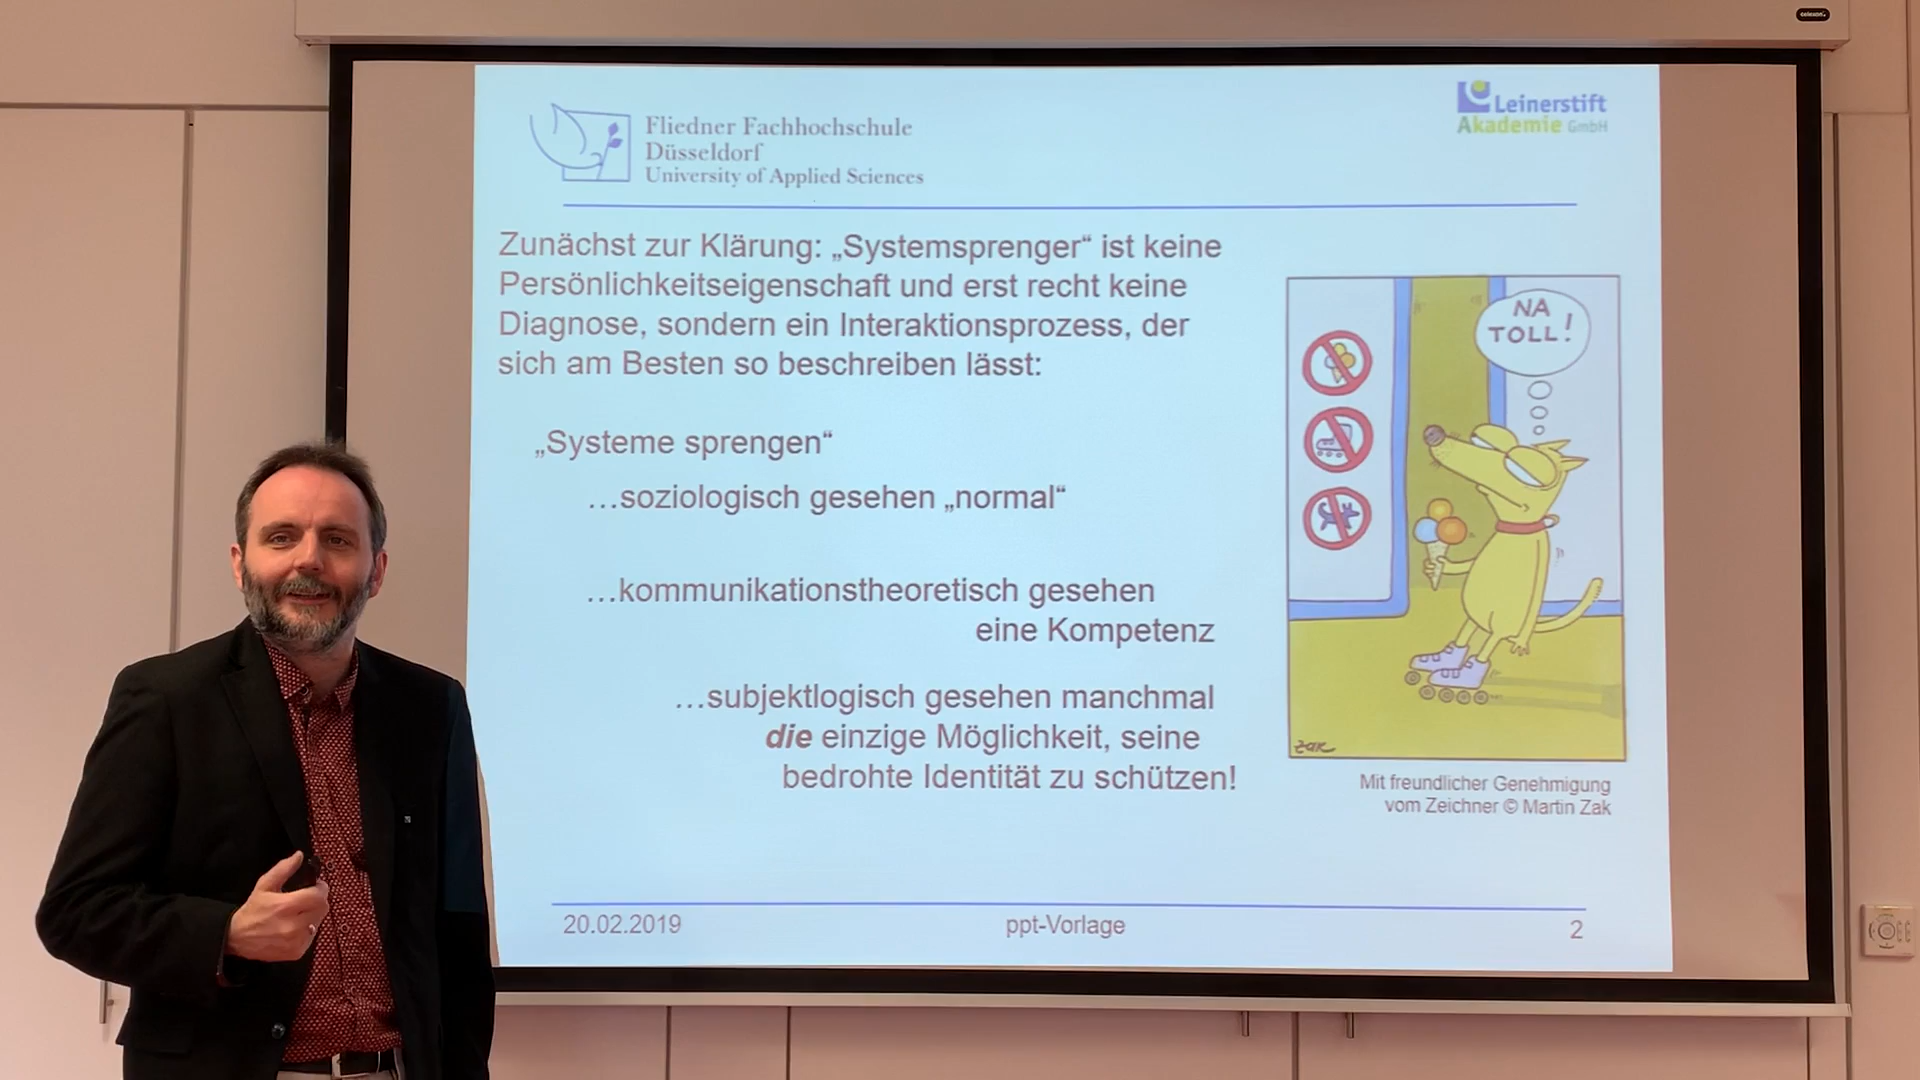 celexon
Fliedner Fachhochschule
Düsseldorf
University of Applied Sciences
Leinerstift
Akademie GmbH
Zunächst zur Klärung: „Systemsprenger“ ist keine
Persönlichkeitseigenschaft und erst recht keine
Diagnose, sondern ein Interaktionsprozess, der
sich am Besten so beschreiben lässt:
„Systeme sprengen“
…soziologisch gesehen „normal“
…kommunikationstheoretisch gesehen
eine Kompetenz
…subjektlogisch gesehen manchmal
die einzige Möglichkeit, seine
bedrohte Identität zu schützen!
NA
TOLL!
ZAK
Mit freundlicher Genehmigung
vom Zeichner © Martin Zak
20.02.2019
ppt-Vorlage
2